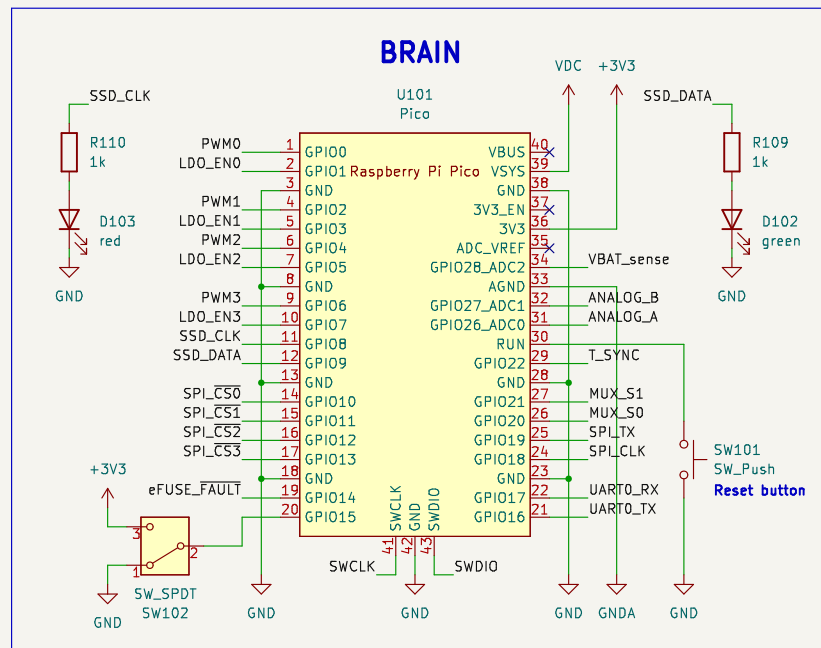 BRAIN
VDC
+3V3
SSD_CLK
U101
Pico
SSD_DATA
R110
1k
D103
red
GND
R109
1k
D102
green
GND
Raspberry Pi Pico
PWM0 1 GPIO0
LDO_EN0 2 GPIO1
3 GND
PWM1 4 GPIO2
LDO_EN1 5 GPIO3
PWM2 6 GPIO4
LDO_EN2 7 GPIO5
8 GND
PWM3 9 GPIO6
LDO_EN3 10 GPIO7
SSD_CLK 11 GPIO8
SSD_DATA 12 GPIO9
13 GND
SPI_CS0 14 GPIO10
SPI_CS1 15 GPIO11
SPI_CS2 16 GPIO12
SPI_CS3 17 GPIO13
18 GND
eFUSE_FAULT 19 GPIO14
20 GPIO15
VBUS 40
VSYS 39
GND 38
3V3_EN 37
3V3 36
ADC_VREF 35
GPIO28_ADC2 34 VBAT_sense
AGND 33
GPIO27_ADC1 32 ANALOG_B
GPIO26_ADC0 31 ANALOG_A
RUN 30
GPIO22 29 T_SYNC
GND 28
GPIO21 27 MUX_S1
GPIO20 26 MUX_S0
GPIO19 25 SPI_TX
GPIO18 24 SPI_CLK
GND 23
GPIO17 22 UART0_RX
GPIO16 21 UART0_TX
SWCLK
GND
SWDIO
41
42
43
SWCLK
SWDIO
+3V3
3
2
1
SW_SPDT
SW102
GND
GND
GND
GND
GNDA
GND
SW101
SW_Push
Reset button